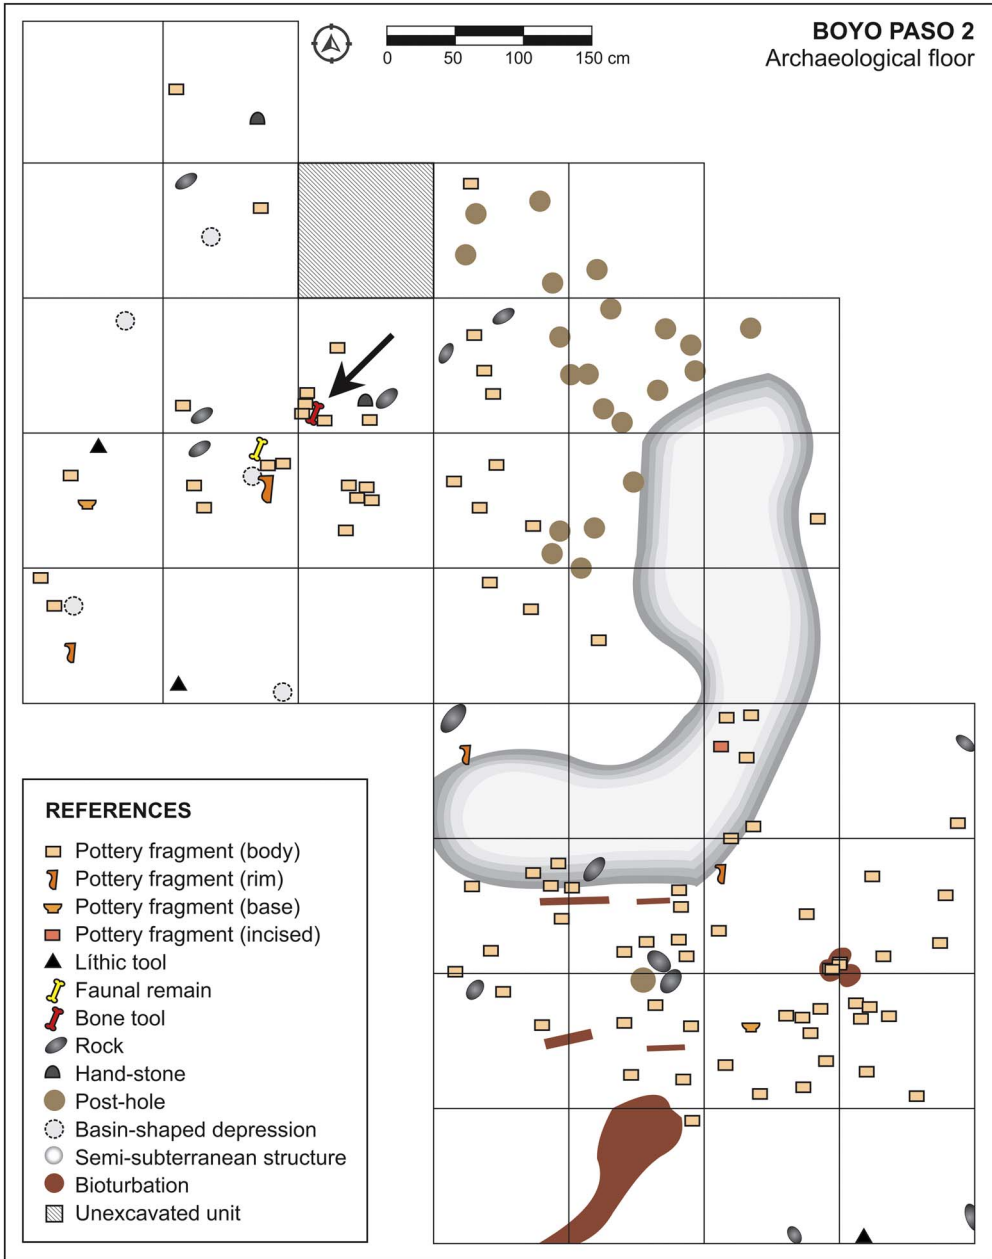 BOYO PASO 2
Archaeological floor
0 50 100 150 cm
REFERENCES
Pottery fragment (body)
Pottery fragment (rim)
Pottery fragment (base)
Pottery fragment (incised)
Líthic tool
Faunal remain
Bone tool
Rock
Hand-stone
Post-hole
Basin-shaped depression
Semi-subterranean structure
Bioturbation
Unexcavated unit